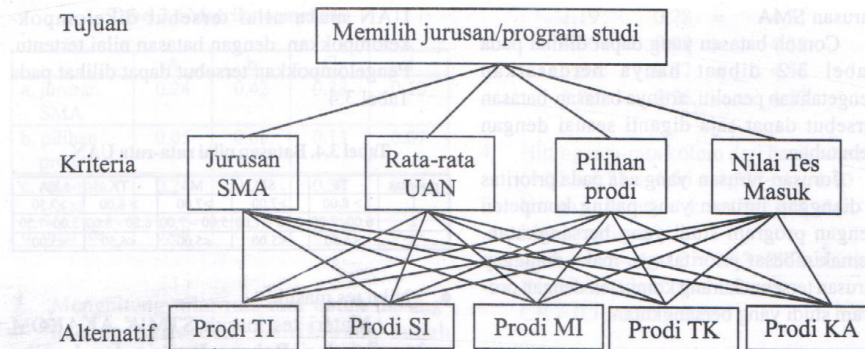 Tujuan
Memilih jurusan/program studi
Kriteria
Jurusan
SMA
Rata-rata
UAN
Pilihan
prodi
Nilai Tes
Masuk
Alternatif
Prodi TI
Prodi SI
Prodi MI
Prodi TK
Prodi KA